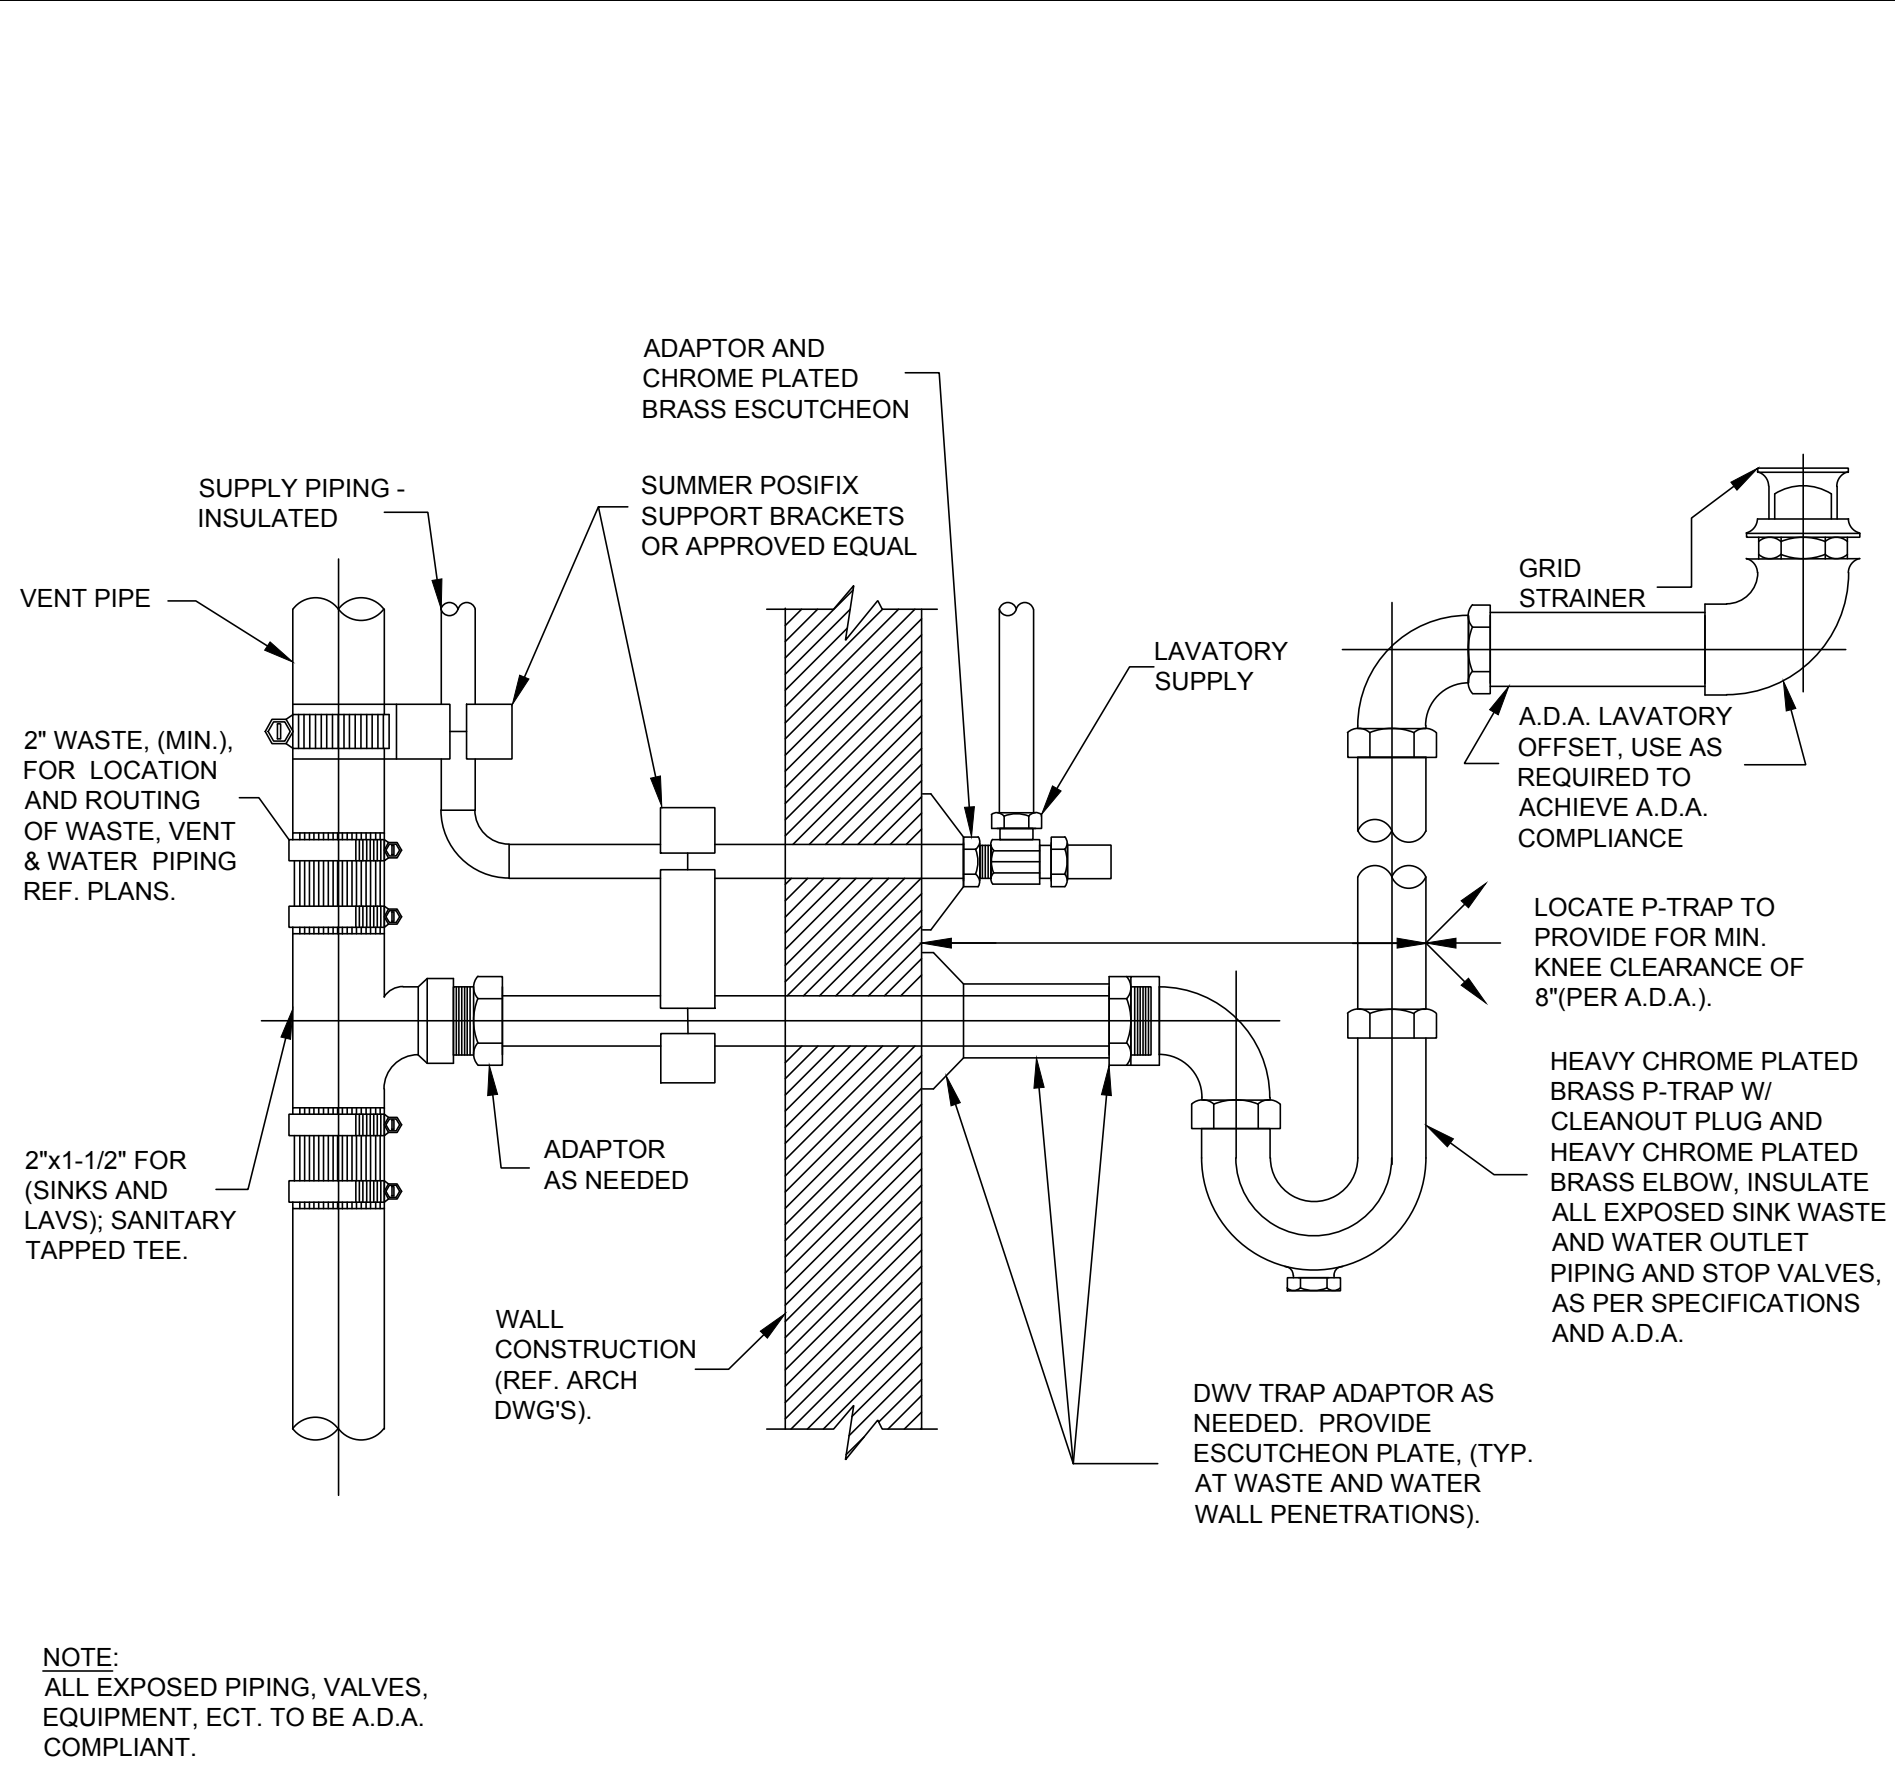 ADAPTOR AND
CHROME PLATED
BRASS ESCUTCHEON
SUPPLY PIPING -
INSULATED
SUMMER POSIFIX
SUPPORT BRACKETS
OR APPROVED EQUAL
VENT PIPE
GRID
STRAINER
LAVATORY
SUPPLY
2" WASTE, (MIN.),
FOR LOCATION
AND ROUTING
OF WASTE, VENT
& WATER PIPING
REF. PLANS.
A.D.A. LAVATORY
OFFSET, USE AS
REQUIRED TO
ACHIEVE A.D.A.
COMPLIANCE
LOCATE P-TRAP TO
PROVIDE FOR MIN.
KNEE CLEARANCE OF
8"(PER A.D.A.).
HEAVY CHROME PLATED
BRASS P-TRAP W/
CLEANOUT PLUG AND
HEAVY CHROME PLATED
BRASS ELBOW, INSULATE
ALL EXPOSED SINK WASTE
AND WATER OUTLET
PIPING AND STOP VALVES,
AS PER SPECIFICATIONS
AND A.D.A.
2"x1-1/2" FOR
(SINKS AND
LAVS); SANITARY
TAPPED TEE.
ADAPTOR
AS NEEDED
WALL
CONSTRUCTION
(REF. ARCH
DWG'S).
DWV TRAP ADAPTOR AS
NEEDED. PROVIDE
ESCUTCHEON PLATE, (TYP.
AT WASTE AND WATER
WALL PENETRATIONS).
NOTE:
ALL EXPOSED PIPING, VALVES,
EQUIPMENT, ECT. TO BE A.D.A.
COMPLIANT.